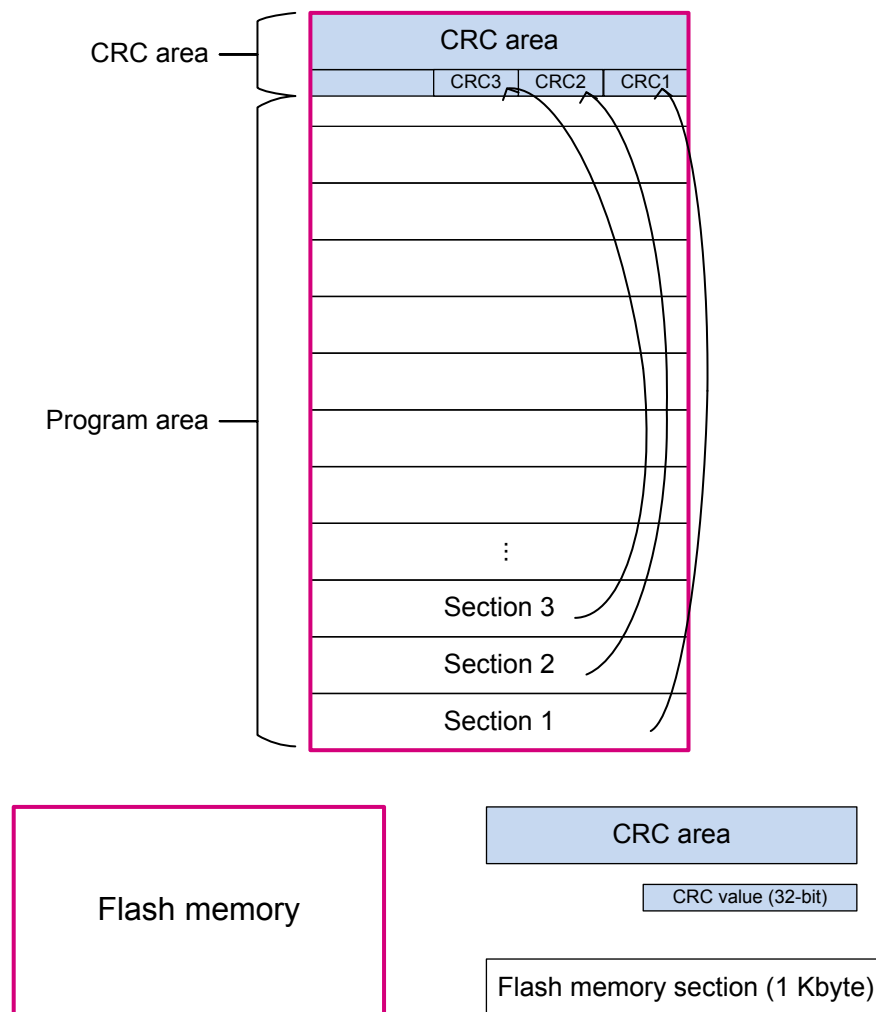 CRC area
CRC area
CRC3 CRC2 CRC1
Program area
⋮
Section 3
Section 2
Section 1
Flash memory
CRC area
CRC value (32-bit)
Flash memory section (1 Kbyte)